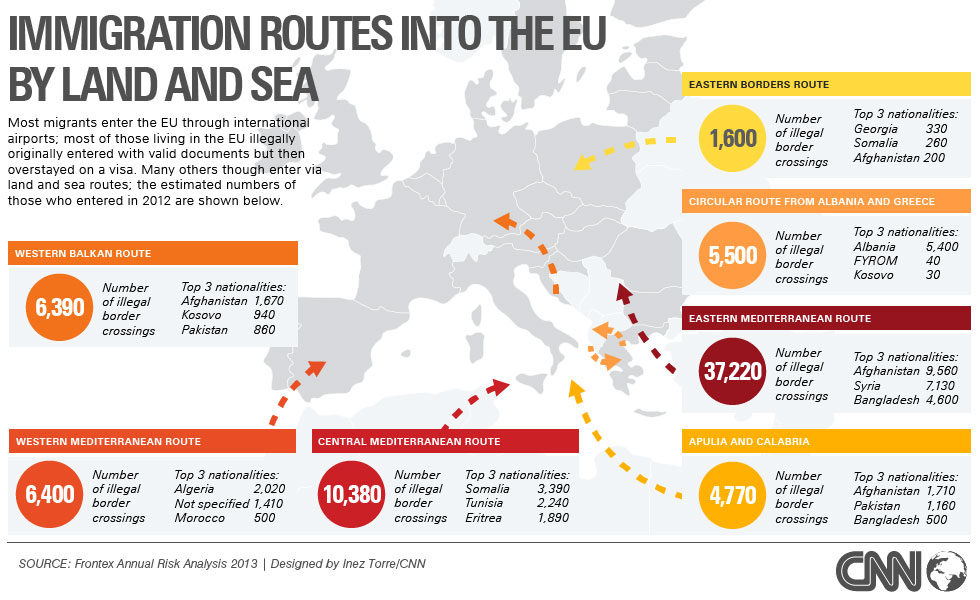 IMMIGRATION ROUTES INTO THE EU
BY LAND AND SEA
Most migrants enter the EU through international
airports; most of those living in the EU illegally
originally entered with valid documents but then
overstayed on a visa. Many others though enter via
land and sea routes; the estimated numbers of
those who entered in 2012 are shown below.
EASTERN BORDERS ROUTE
1,600
Number
of illegal
border
crossings
Top 3 nationalities:
Georgia 330
Somalia 260
Afghanistan 200
CIRCULAR ROUTE FROM ALBANIA AND GREECE
5,500
Number
of illegal
border
crossings
Top 3 nationalities:
Albania 5,400
FYROM 40
Kosovo 30
WESTERN BALKAN ROUTE
6,390
Number
of illegal
border
crossings
Top 3 nationalities:
Afghanistan 1,670
Kosovo 940
Pakistan 860
EASTERN MEDITERRANEAN ROUTE
37,220
Number
of illegal
border
crossings
Top 3 nationalities:
Afghanistan 9,560
Syria 7,130
Bangladesh 4,600
WESTERN MEDITERRANEAN ROUTE
6,400
Number
of illegal
border
crossings
Top 3 nationalities:
Algeria 2,020
Not specified 1,410
Morocco 500
CENTRAL MEDITERRANEAN ROUTE
10,380
Number
of illegal
border
crossings
Top 3 nationalities:
Somalia 3,390
Tunisia 2,240
Eritrea 1,890
APULIA AND CALABRIA
4,770
Number
of illegal
border
crossings
Top 3 nationalities:
Afghanistan 1,710
Pakistan 1,160
Bangladesh 500
SOURCE: Frontex Annual Risk Analysis 2013 | Designed by Inez Torre/CNN
CNN